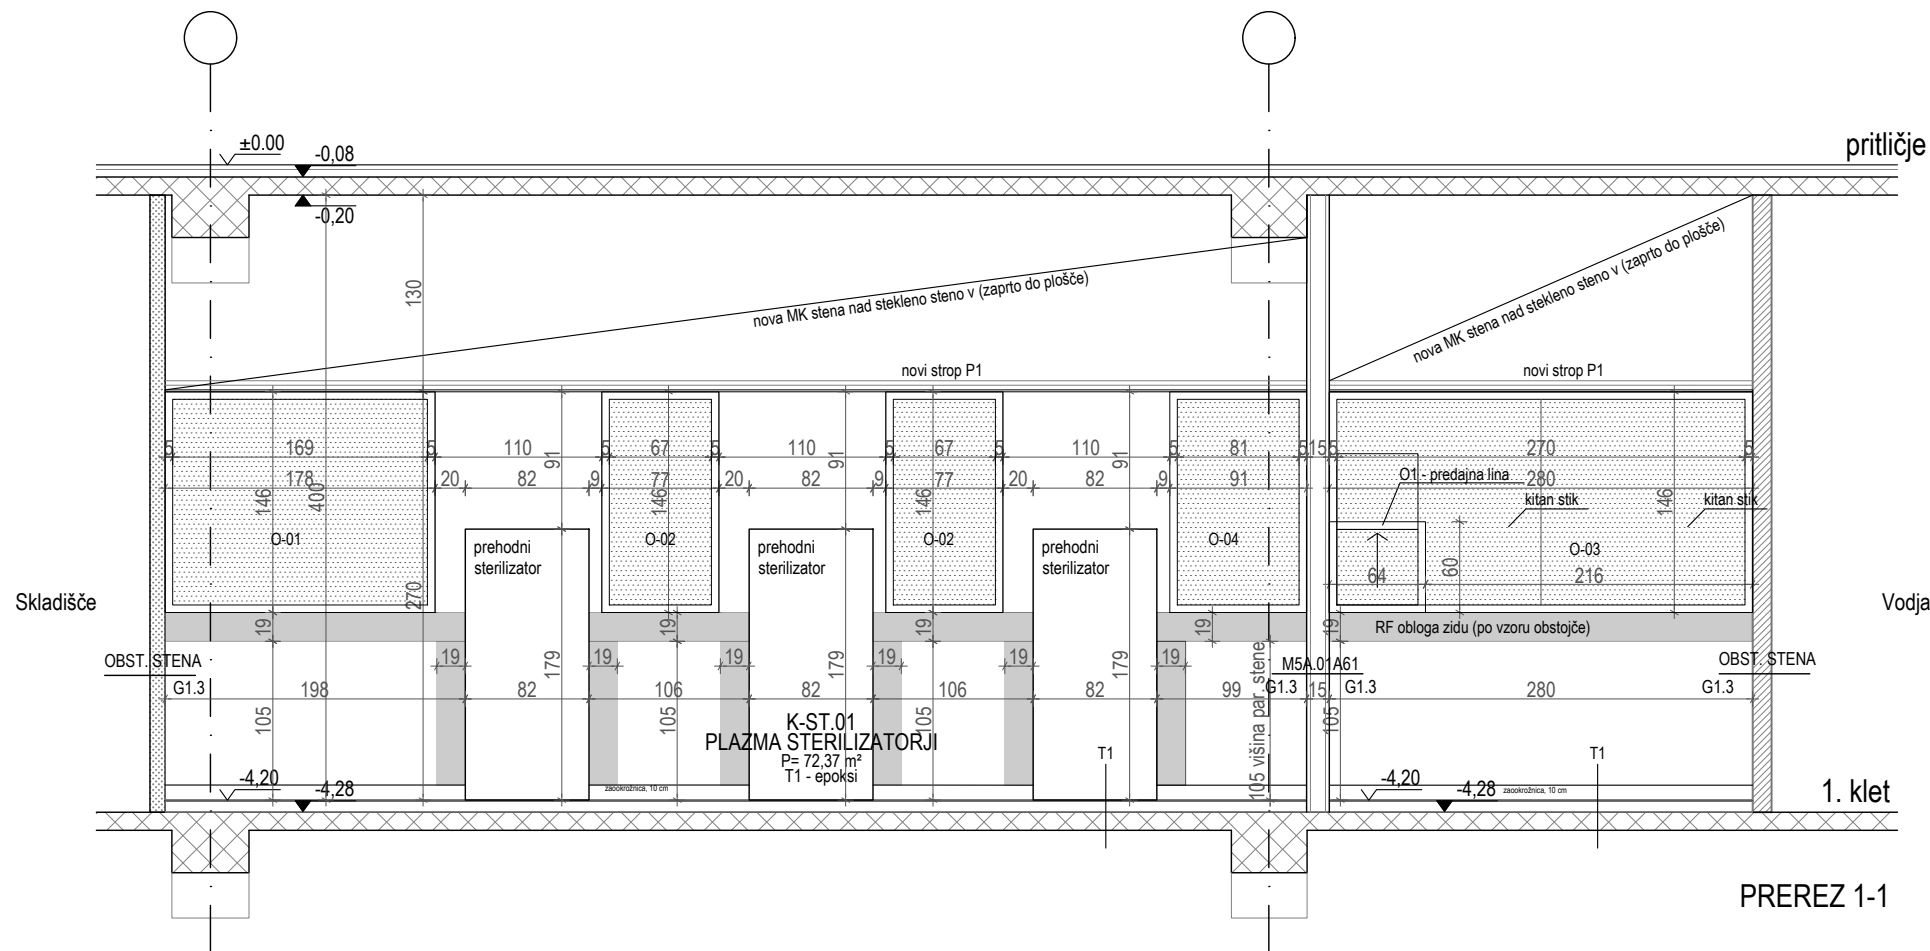 ±0.00
-0,08
pritličje
-0,20
130
nova MK stena nad stekleno steno v (zaprto do plošče)
nova MK stena nad stekleno steno v (zaprto do plošče)
novi strop P1
novi strop P1
5 169 5 110 5 67 5 110 5 67 5 110 5 81 5 15 5 270 5
91 91 91
178 20 82 9 77 20 82 9 77 20 82 9 91 280
O1 - predajna lina
146 400 146 146 146
kitan stik
kitan stik
O-01
O-02
O-02
O-04
O-03
prehodni
sterilizator
prehodni
sterilizator
prehodni
sterilizator
270
64
60
216
Skladišče
Vodja
19 19 19 19 19
RF obloga zidu (po vzoru obstoječe)
OBST. STENA
G1.3
19 179 19 19 179 19 19 179 19
M5A.01A61
G1.3
G1.3
OBST. STENA
G1.3
198 82 106 82 106 82 99 15 280
105 105 105 105
105 višina par. stene
K-ST.01
PLAZMA STERILIZATORJI
P= 72,37 m²
T1 - epoksi
T1
T1
-4,20
-4,28
zaookrožnica, 10 cm
-4,20
-4,28
zaookrožnica, 10 cm
1. klet
PREREZ 1-1